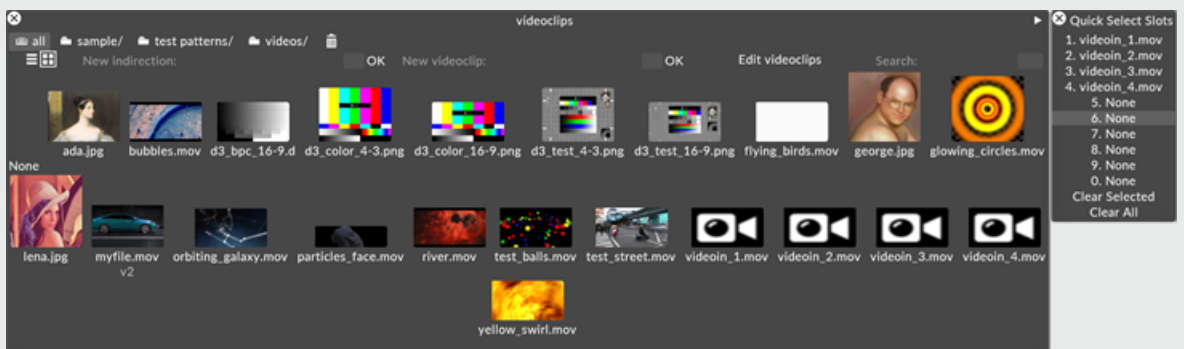 videoclips
all sample/ test patterns/ videos/
New indirection: OK New videoclip: OK Edit videoclips Search:
ada.jpg bubbles.mov d3_bpc_16-9.d d3_color_4-3.png d3_color_16-9.png d3_test_4-3.png d3_test_16-9.png flying_birds.mov george.jpg glowing_circles.mov
None
lena.jpg myfile.mov orbiting_galaxy.mov particles_face.mov river.mov test_balls.mov test_street.mov videoin_1.mov videoin_2.mov videoin_3.mov videoin_4.mov
v2
yellow_swirl.mov
Quick Select Slots
1. videoin_1.mov
2. videoin_2.mov
3. videoin_3.mov
4. videoin_4.mov
5. None
6. None
7. None
8. None
9. None
0. None
Clear Selected
Clear All